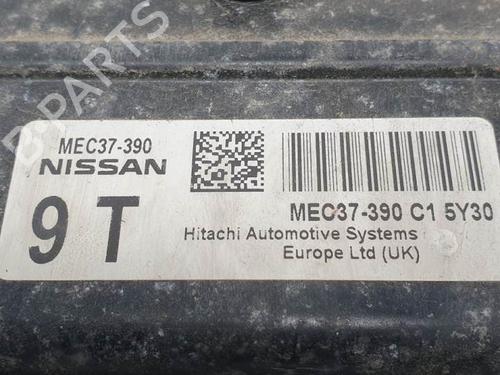 B-PARTS
MEC37-390
NISSAN
9 T
MEC37-390 C1 5Y30
Hitachi Automotive Systems
Europe Ltd (UK)